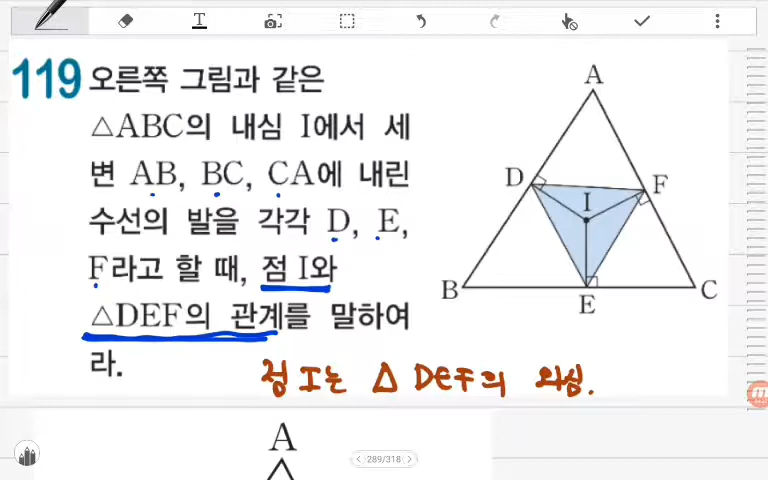 T
119 오른쪽 그림과 같은
△ABC의 내심 I에서 세
변 AB, BC, CA에 내린
수선의 발을 각각 D, E,
F라고 할 때, 점 I와
△DEF의 관계를 말하여
라.
점 I는 △DEF의 외심.
A
D
F
I
B
E
C
A
289/318